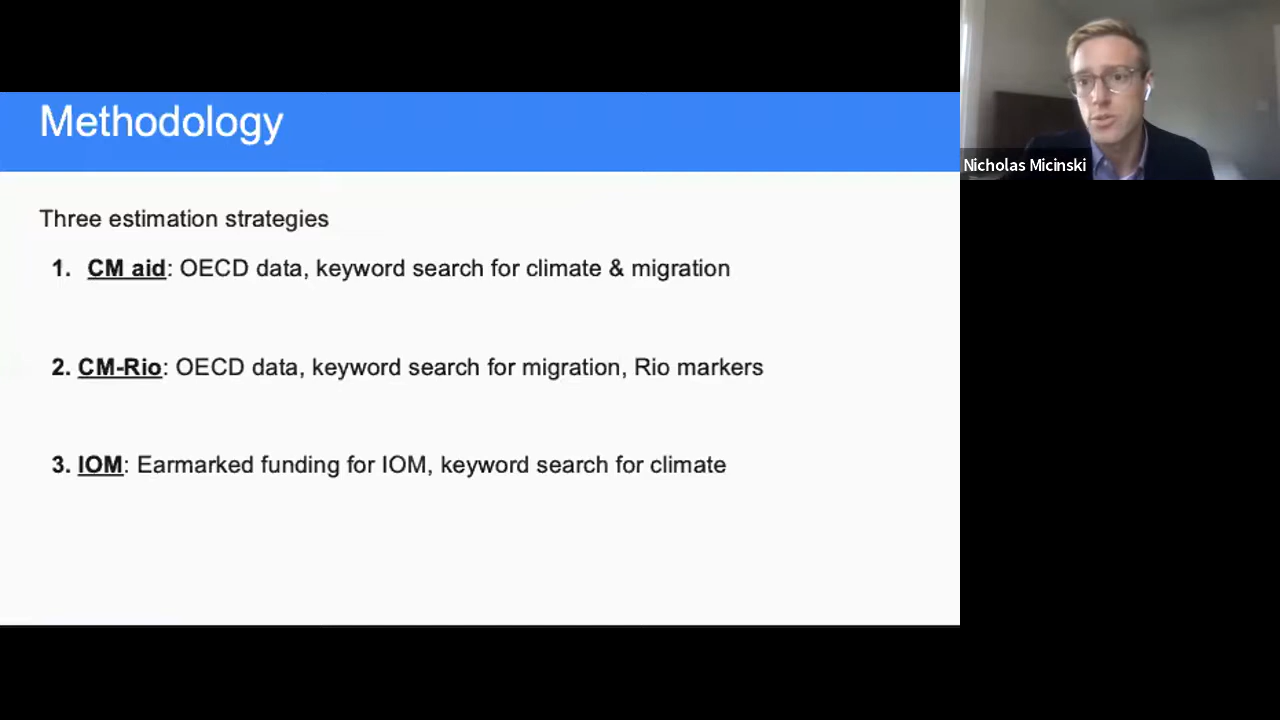 Methodology
Three estimation strategies
1. CM aid: OECD data, keyword search for climate & migration
2. CM-Rio: OECD data, keyword search for migration, Rio markers
3. IOM: Earmarked funding for IOM, keyword search for climate
Nicholas Micinski